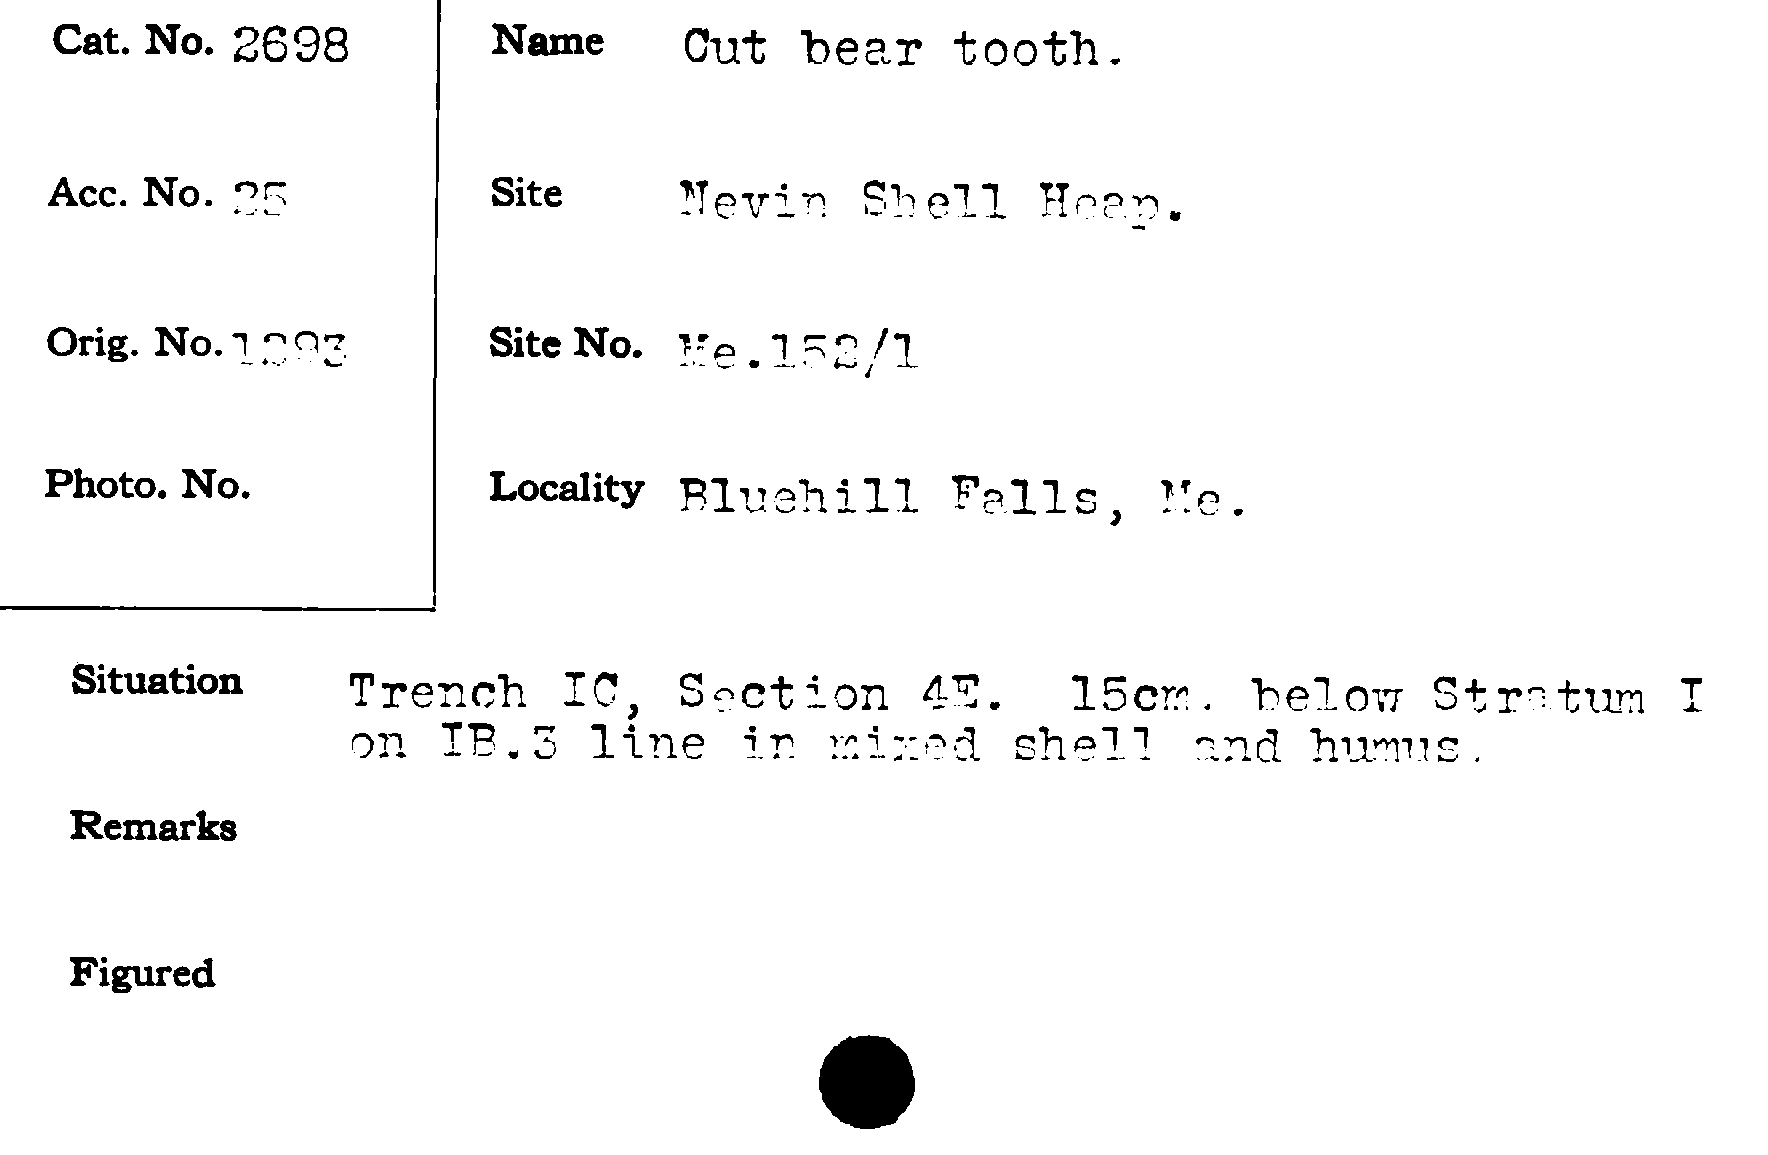 Cat. No. 2698
Name Cut bear tooth.
Acc. No. 25
Site Nevin Shell Heap.
Orig. No.
Site No. Me.152/1
Photo. No.
Locality Bluehill Falls, Me.
Situation Trench IC, Section 4E. 15cm. below Stratum I
on IB.3 line in mixed shell and humus.
Remarks
Figured